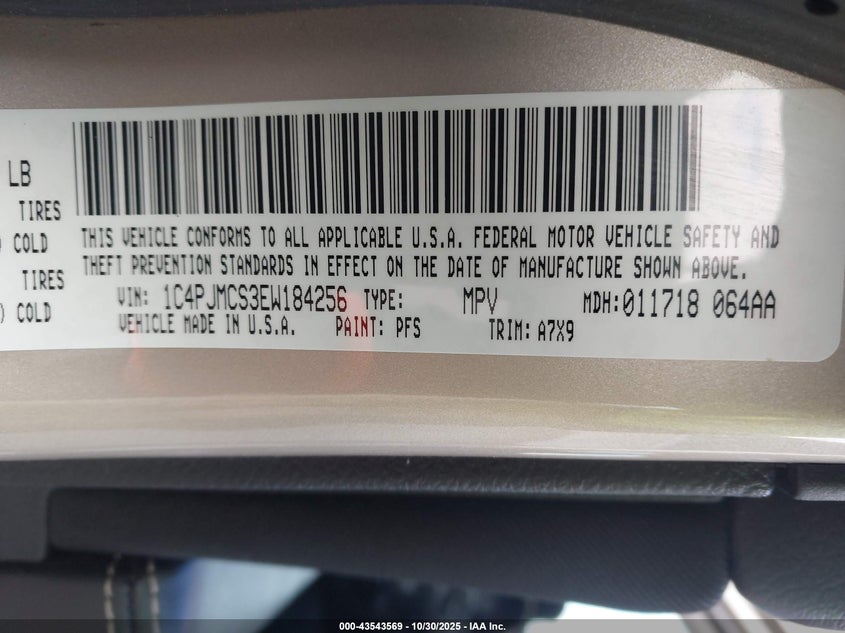 LB
TIRES
) COLD
TIRES
) COLD
THIS VEHICLE CONFORMS TO ALL APPLICABLE U.S.A. FEDERAL MOTOR VEHICLE SAFETY AND
THEFT PREVENTION STANDARDS IN EFFECT ON THE DATE OF MANUFACTURE SHOWN ABOVE.
VIN: 1C4PJMCS3EW184256 TYPE: MPV MDH:011718 064AA
VEHICLE MADE IN U.S.A. PAINT: PFS TRIM: A7X9
000-43543569 - 10/30/2025 - IAA Inc.